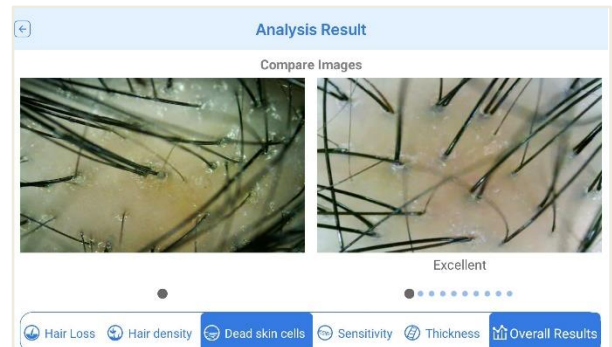 Analysis Result
Compare Images
Excellent
Hair Loss Hair density Dead skin cells Sensitivity Thickness Overall Results